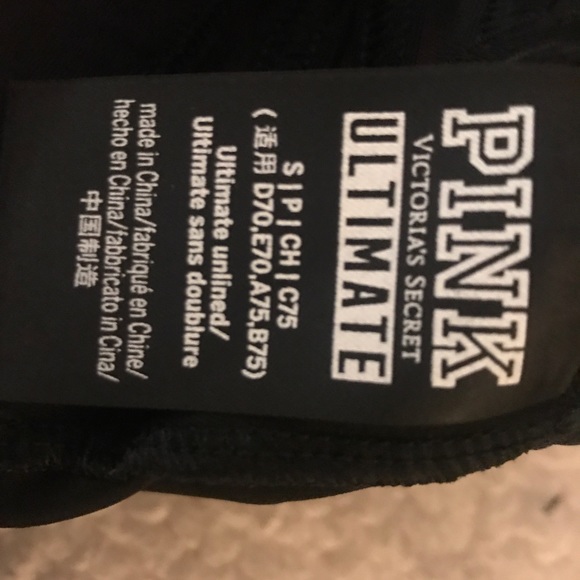 PINK
VICTORIA'S SECRET
ULTIMATE
S | P | CH | C75
(适用 D70,E70,A75,B75)
Ultimate unlined/
Ultimate sans doublure
made in China/fabriqué en Chine/
hecho en China/fabbricato in Cina/
中国制造